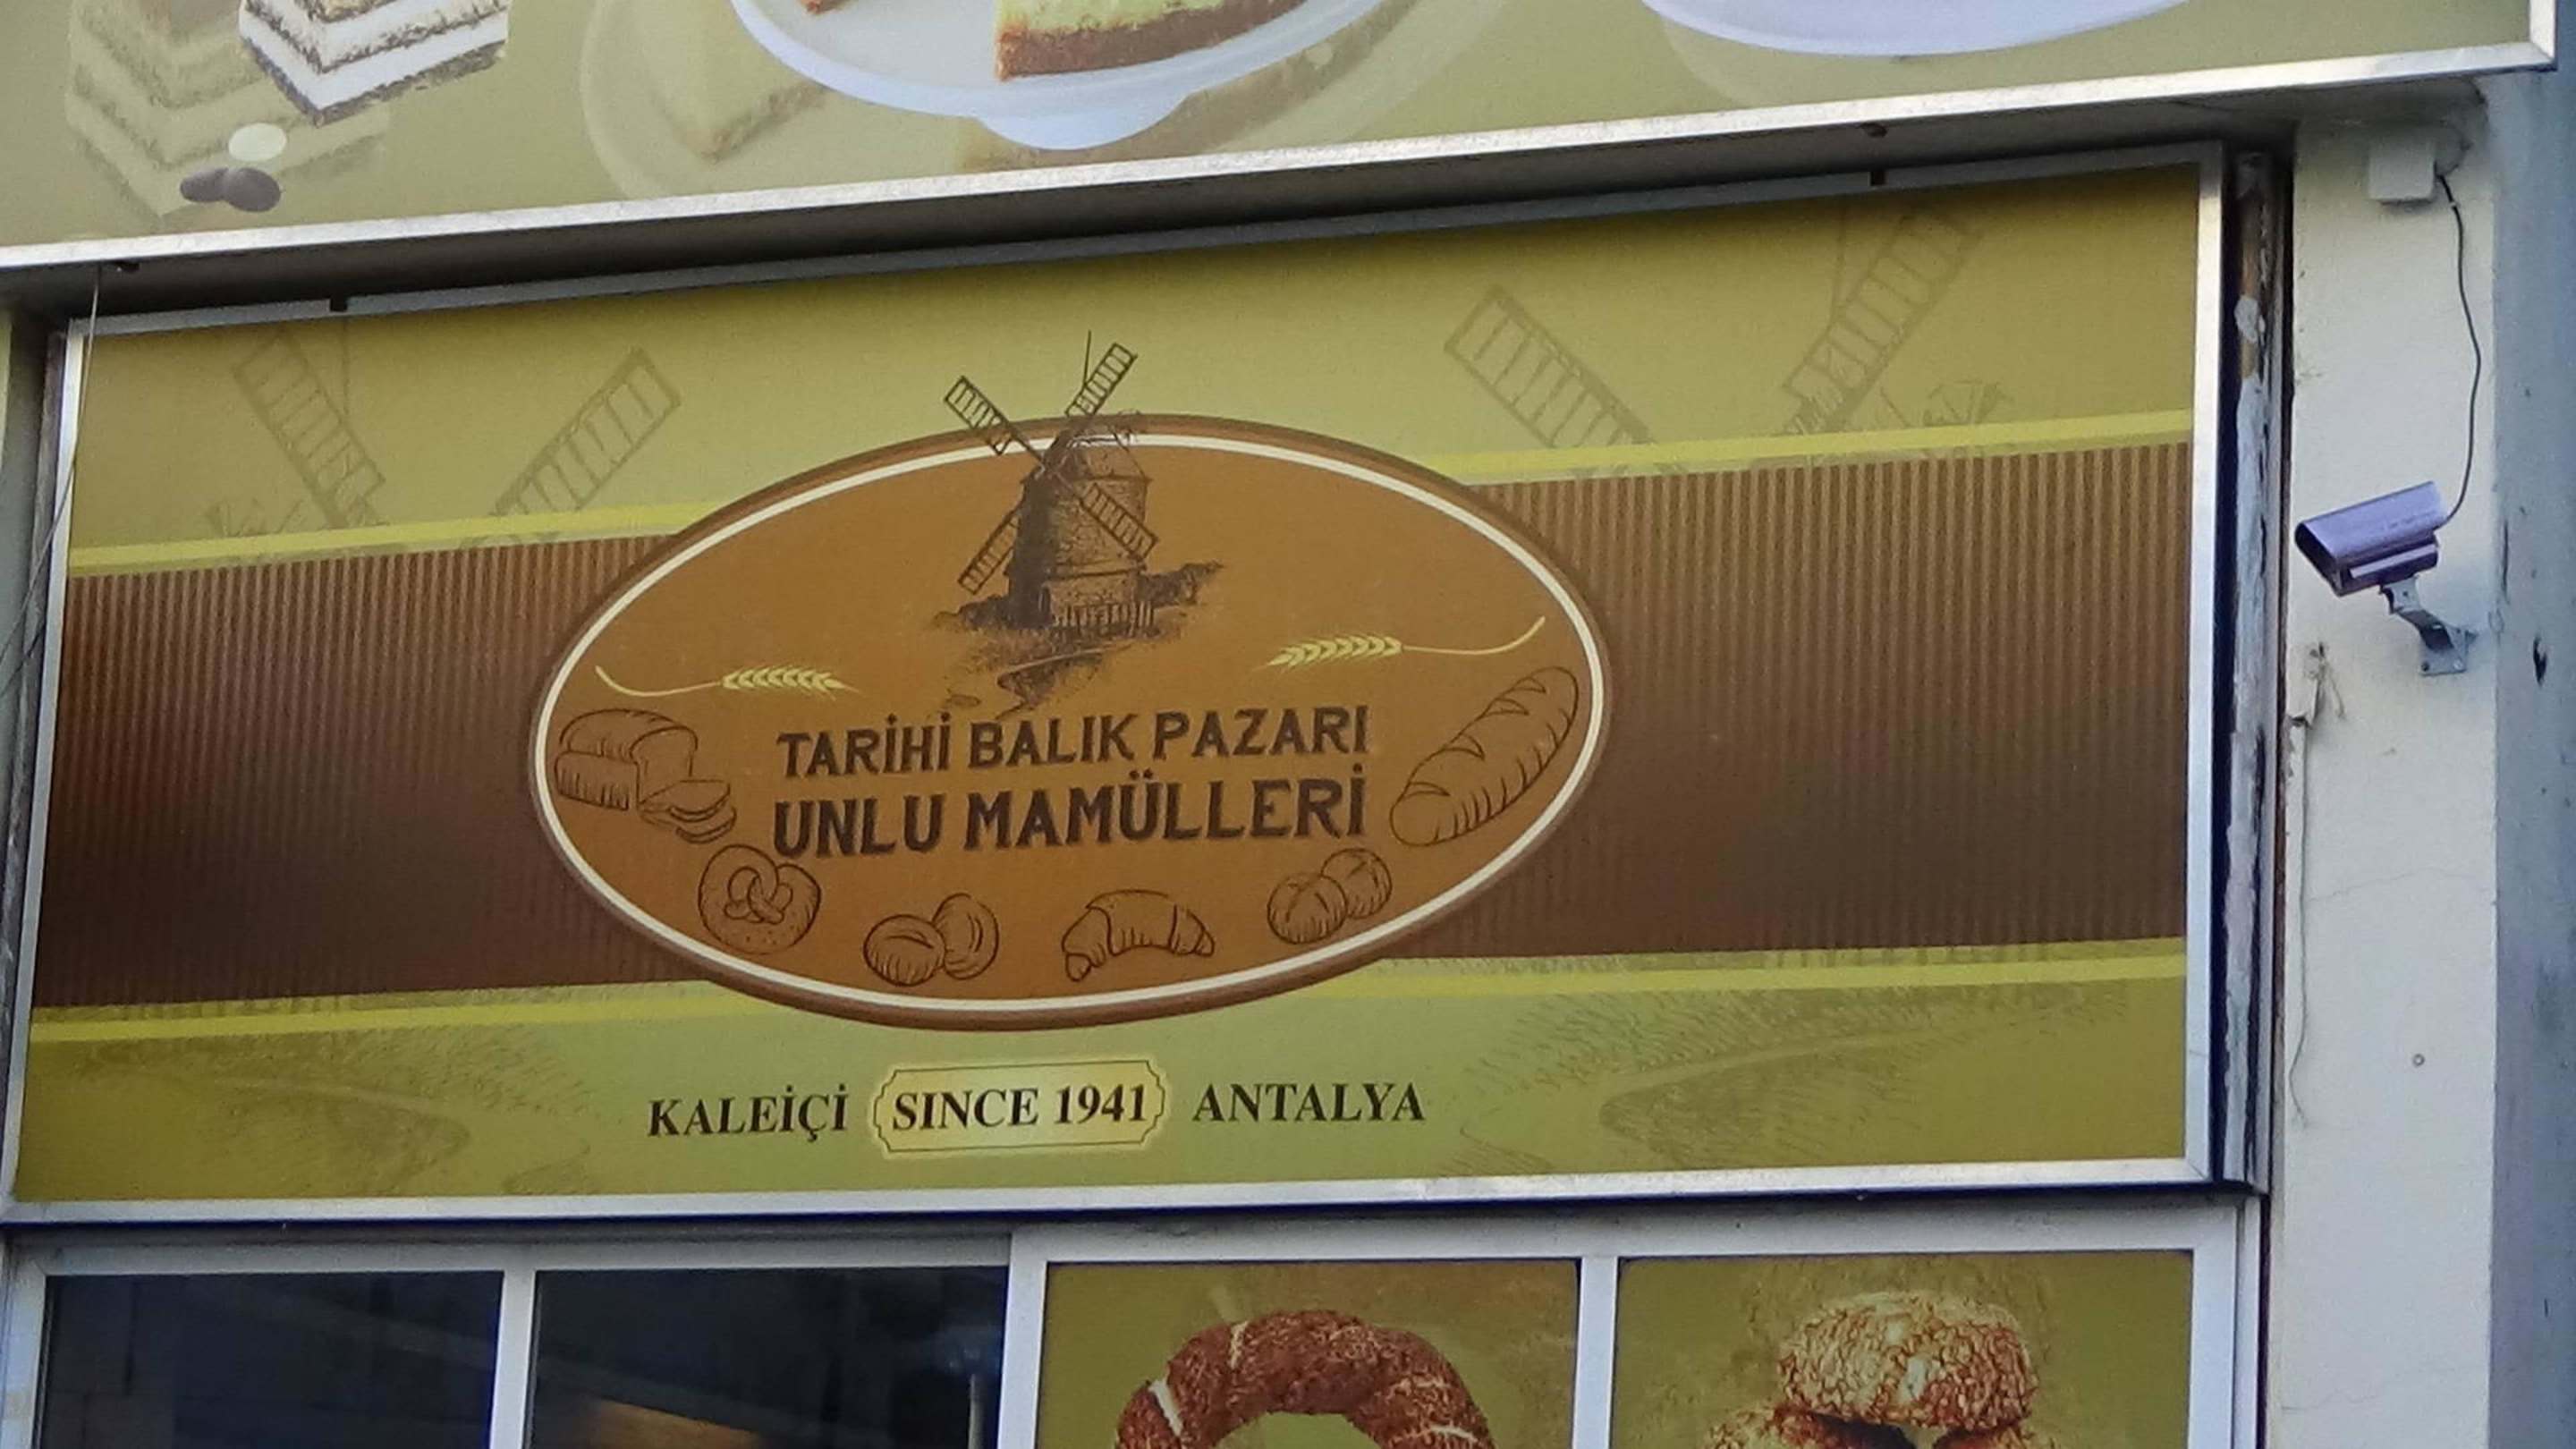 TARİHİ BALIK PAZARI
UNLU MAMÜLLERİ
KALEİÇİ SINCE 1941 ANTALYA